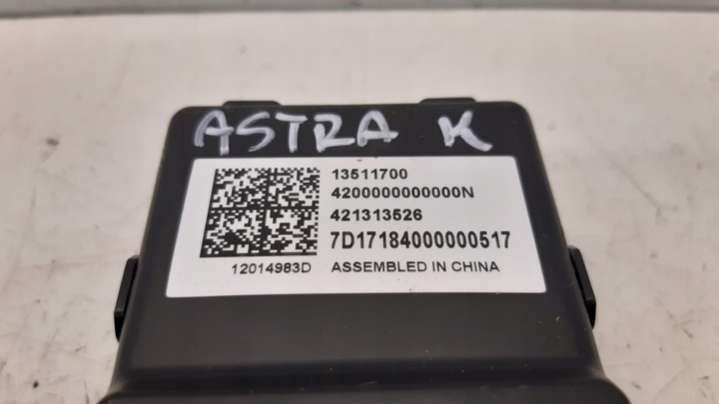 ASTRA K
13511700
4200000000000N
421313526
7D17184000000517
12014983D
ASSEMBLED IN CHINA